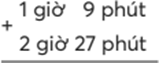 1 giờ 9 phút
+
2 giờ 27 phút